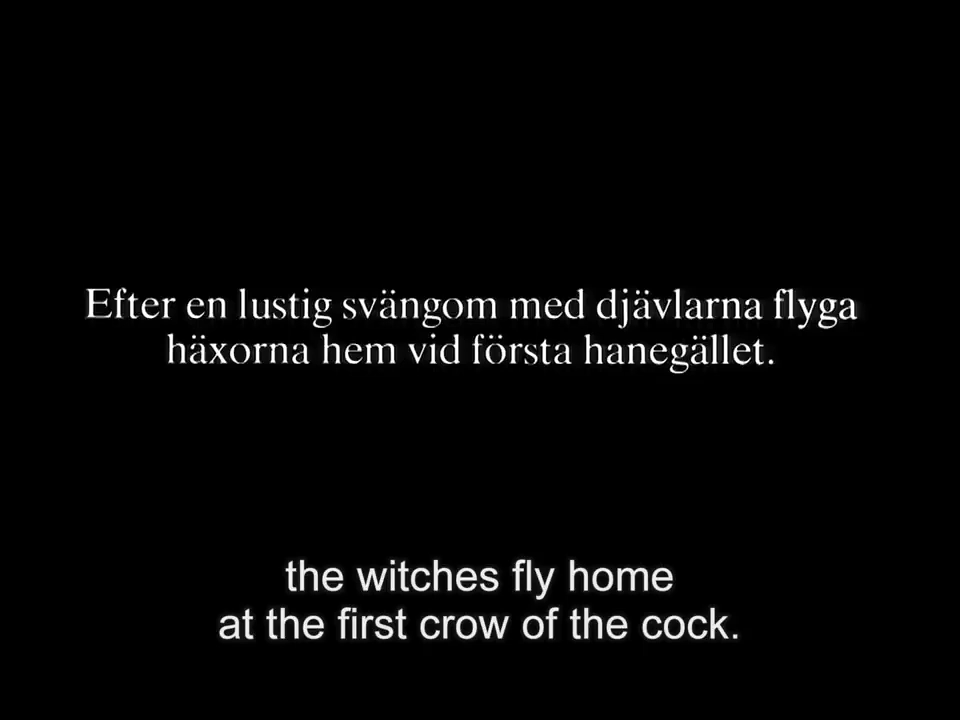 Efter en lustig svängom med djävlarna flyga
häxorna hem vid första hanegället.
the witches fly home
at the first crow of the cock.